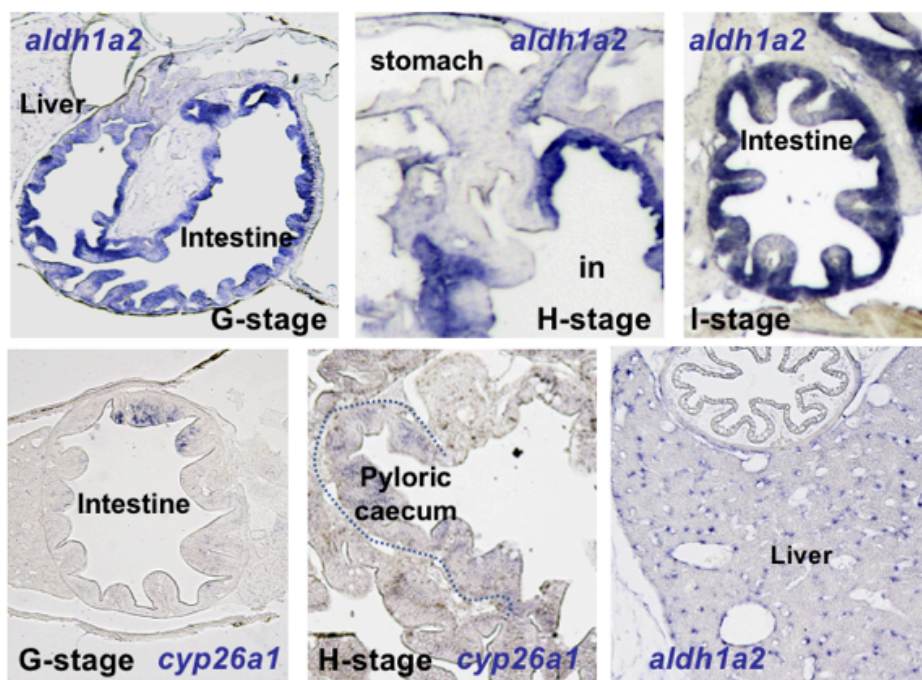 aldh1a2
Liver
Intestine
G-stage
aldh1a2
stomach
in
H-stage
aldh1a2
Intestine
I-stage
Intestine
G-stage cyp26a1
Pyloric
caecum
H-stage cyp26a1
Liver
aldh1a2